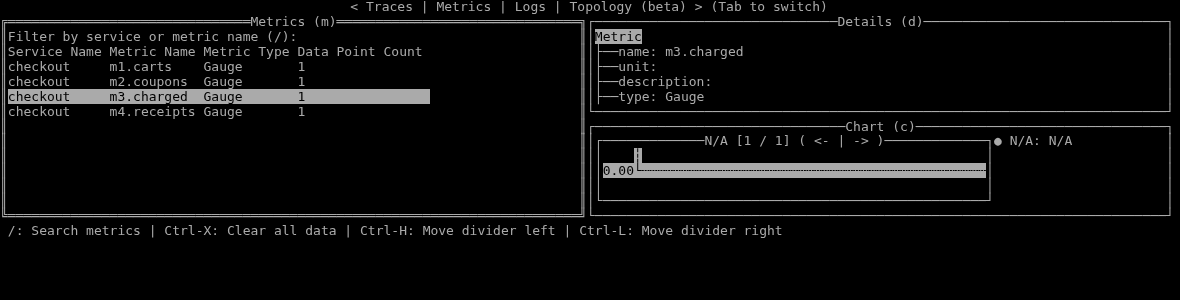 < Traces | Metrics | Logs | Topology (beta) > (Tab to switch)
Metrics (m)
Filter by service or metric name (/):
Service Name Metric Name Metric Type Data Point Count
checkout m1.carts Gauge 1
checkout m2.coupons Gauge 1
checkout m3.charged Gauge 1
checkout m4.receipts Gauge 1
Details (d)
Metric
name: m3.charged
unit:
description:
type: Gauge
Chart (c)
N/A [1 / 1] ( <- | -> )
● N/A: N/A
0.00
/: Search metrics | Ctrl-X: Clear all data | Ctrl-H: Move divider left | Ctrl-L: Move divider right